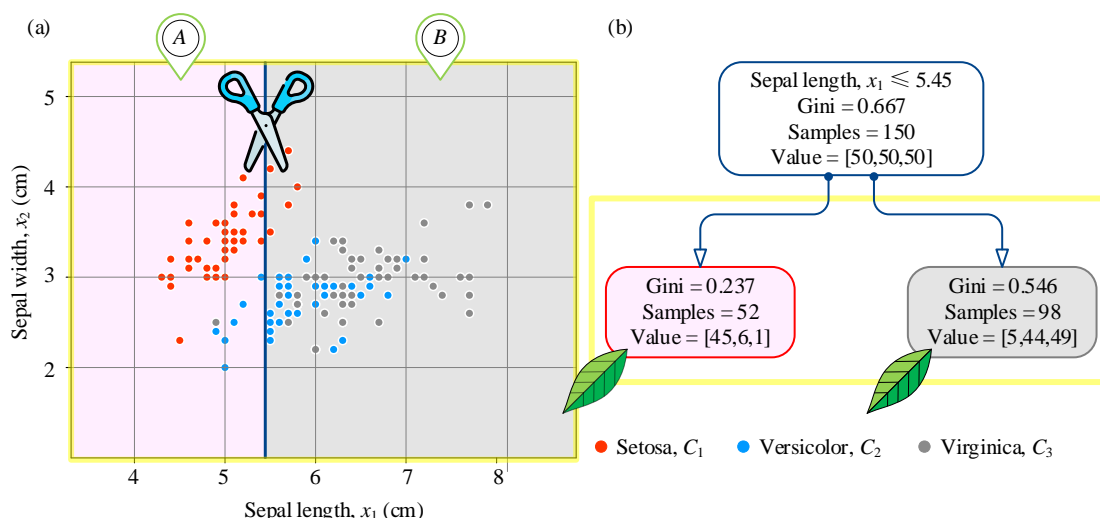 (a)
A
B
5
4
3
2
4
5
6
7
8
Sepal width, x₂ (cm)
Sepal length, x₁ (cm)
(b)
Sepal length, x₁ ⩽ 5.45
Gini = 0.667
Samples = 150
Value = [50,50,50]
Gini = 0.237
Samples = 52
Value = [45,6,1]
Gini = 0.546
Samples = 98
Value = [5,44,49]
Setosa, C₁
Versicolor, C₂
Virginica, C₃